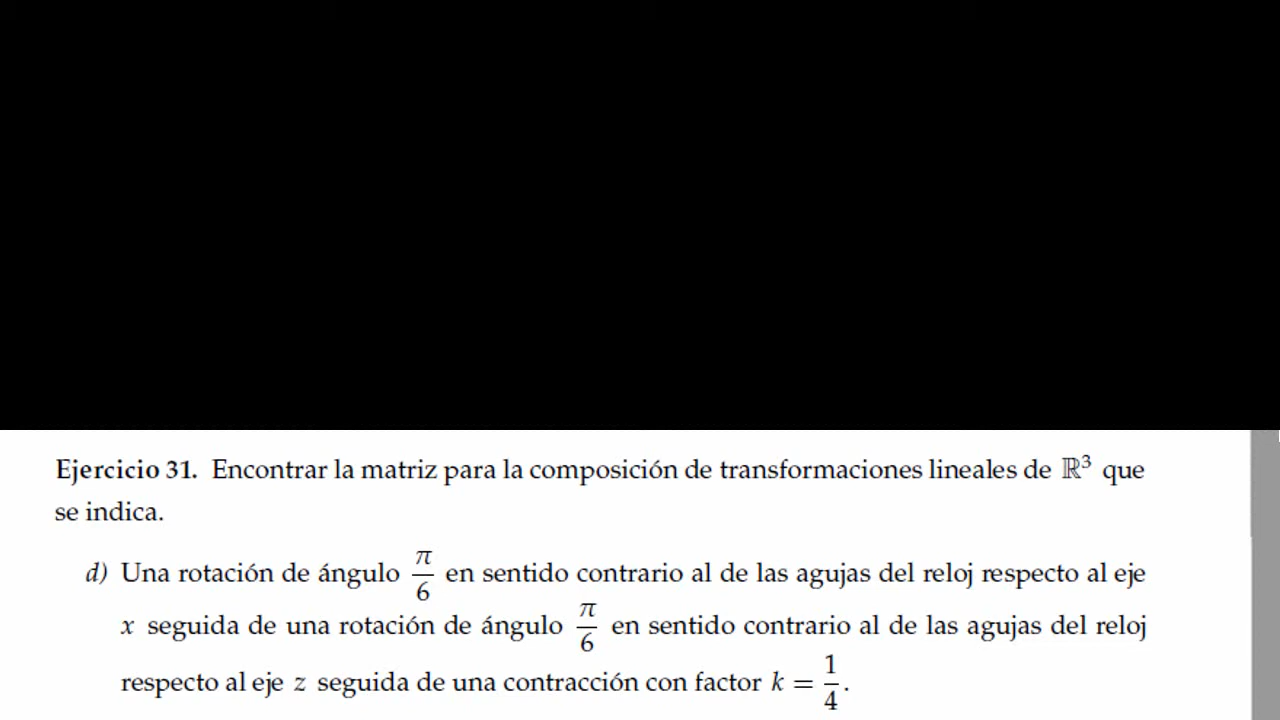 Ejercicio 31. Encontrar la matriz para la composición de transformaciones lineales de ℝ³ que
se indica.
d) Una rotación de ángulo π/6 en sentido contrario al de las agujas del reloj respecto al eje
x seguida de una rotación de ángulo π/6 en sentido contrario al de las agujas del reloj
respecto al eje z seguida de una contracción con factor k = 1/4.